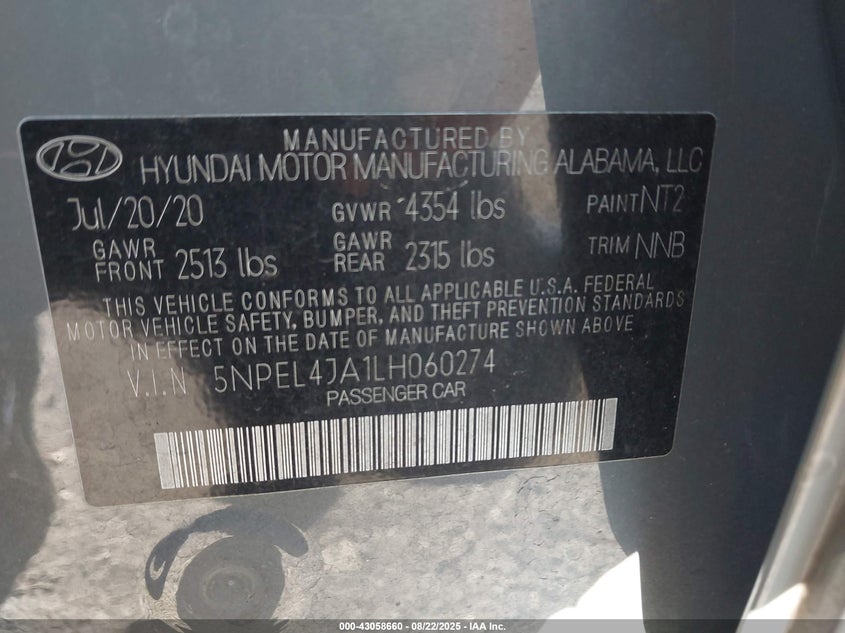 MANUFACTURED BY
HYUNDAI MOTOR MANUFACTURING ALABAMA, LLC
Jul/20/20 GVWR 4354 lbs PAINT NT2
GAWR FRONT 2513 lbs GAWR REAR 2315 lbs TRIM NNB
THIS VEHICLE CONFORMS TO ALL APPLICABLE U.S.A. FEDERAL
MOTOR VEHICLE SAFETY, BUMPER, AND THEFT PREVENTION STANDARDS
IN EFFECT ON THE DATE OF MANUFACTURE SHOWN ABOVE
V.I.N 5NPEL4JA1LH060274
PASSENGER CAR
000-43058660 - 08/22/2025 - IAA Inc.